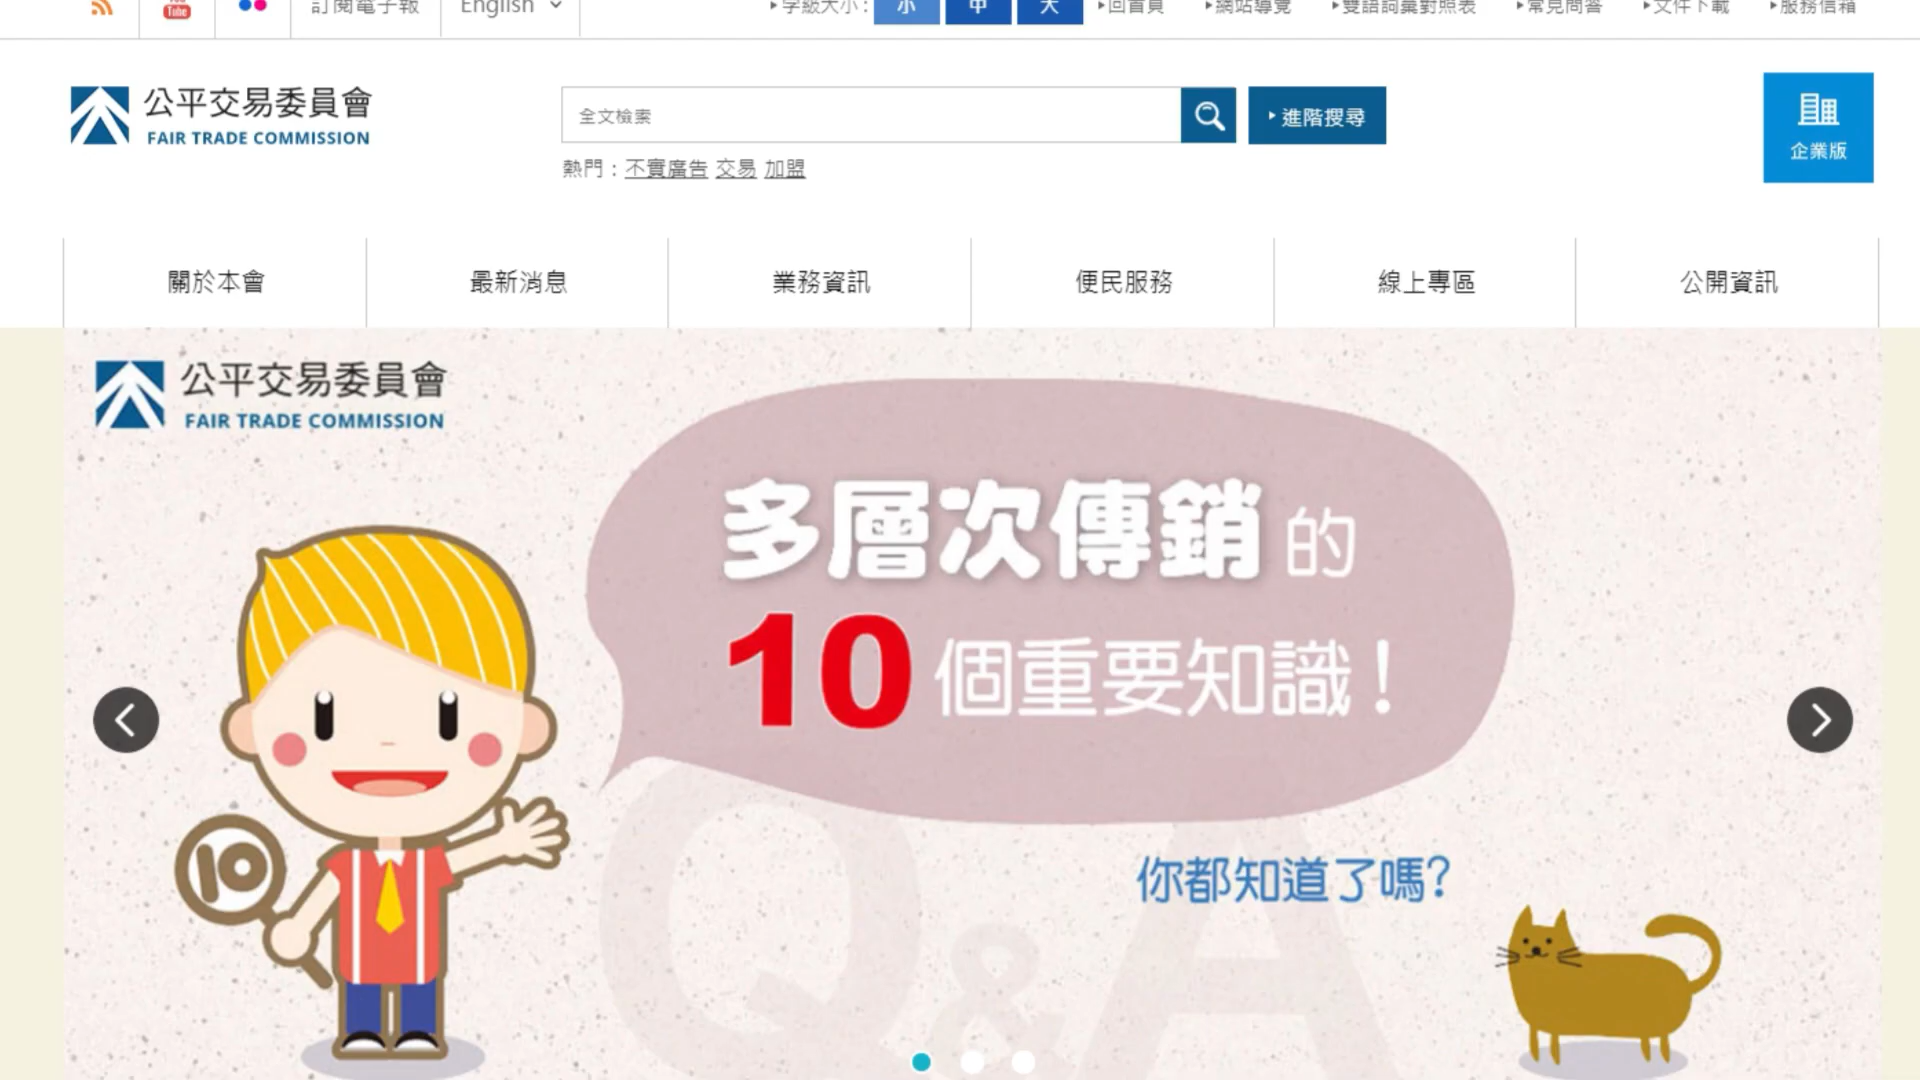 訂閱電子報 English 字級大小： 小 中 大 回首頁 網站導覽 雙語詞彙對照表 常見問答 文件下載 服務信箱
You
Tube
公平交易委員會
FAIR TRADE COMMISSION
全文檢索
進階搜尋
企業版
熱門：不實廣告 交易 加盟
關於本會 最新消息 業務資訊 便民服務 線上專區 公開資訊
公平交易委員會
FAIR TRADE COMMISSION
多層次傳銷的
10個重要知識！
10
你都知道了嗎?
Q&A